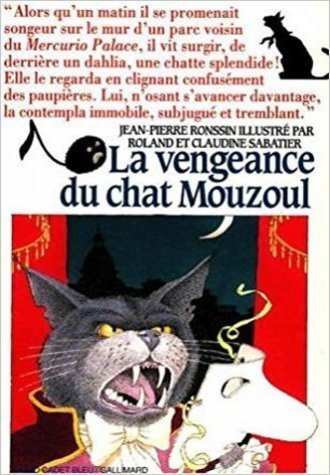 " Alors qu'un matin il se promenait
songeur sur le mur d'un parc voisin
du Mercurio Palace, il vit surgir, de
derrière un dahlia, une chatte splendide !
Elle le regarda en clignant confusément
des paupières. Lui, n'osant s'avancer davantage,
la contempla immobile, subjugué et tremblant. "
JEAN-PIERRE RONSSIN ILLUSTRÉ PAR
ROLAND ET CLAUDINE SABATIER
La vengeance
du chat Mouzoul
CADET BLEU / GALLIMARD